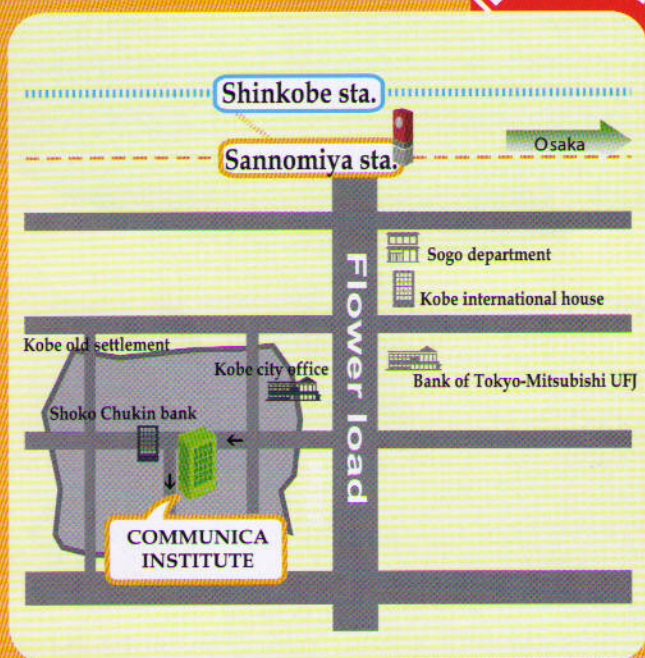 Shinkobe sta.
Osaka
Sannomiya sta.
Sogo department
Flower load
Kobe international house
Kobe old settlement
Kobe city office
Bank of Tokyo-Mitsubishi UFJ
Shoko Chukin bank
COMMUNICA
INSTITUTE